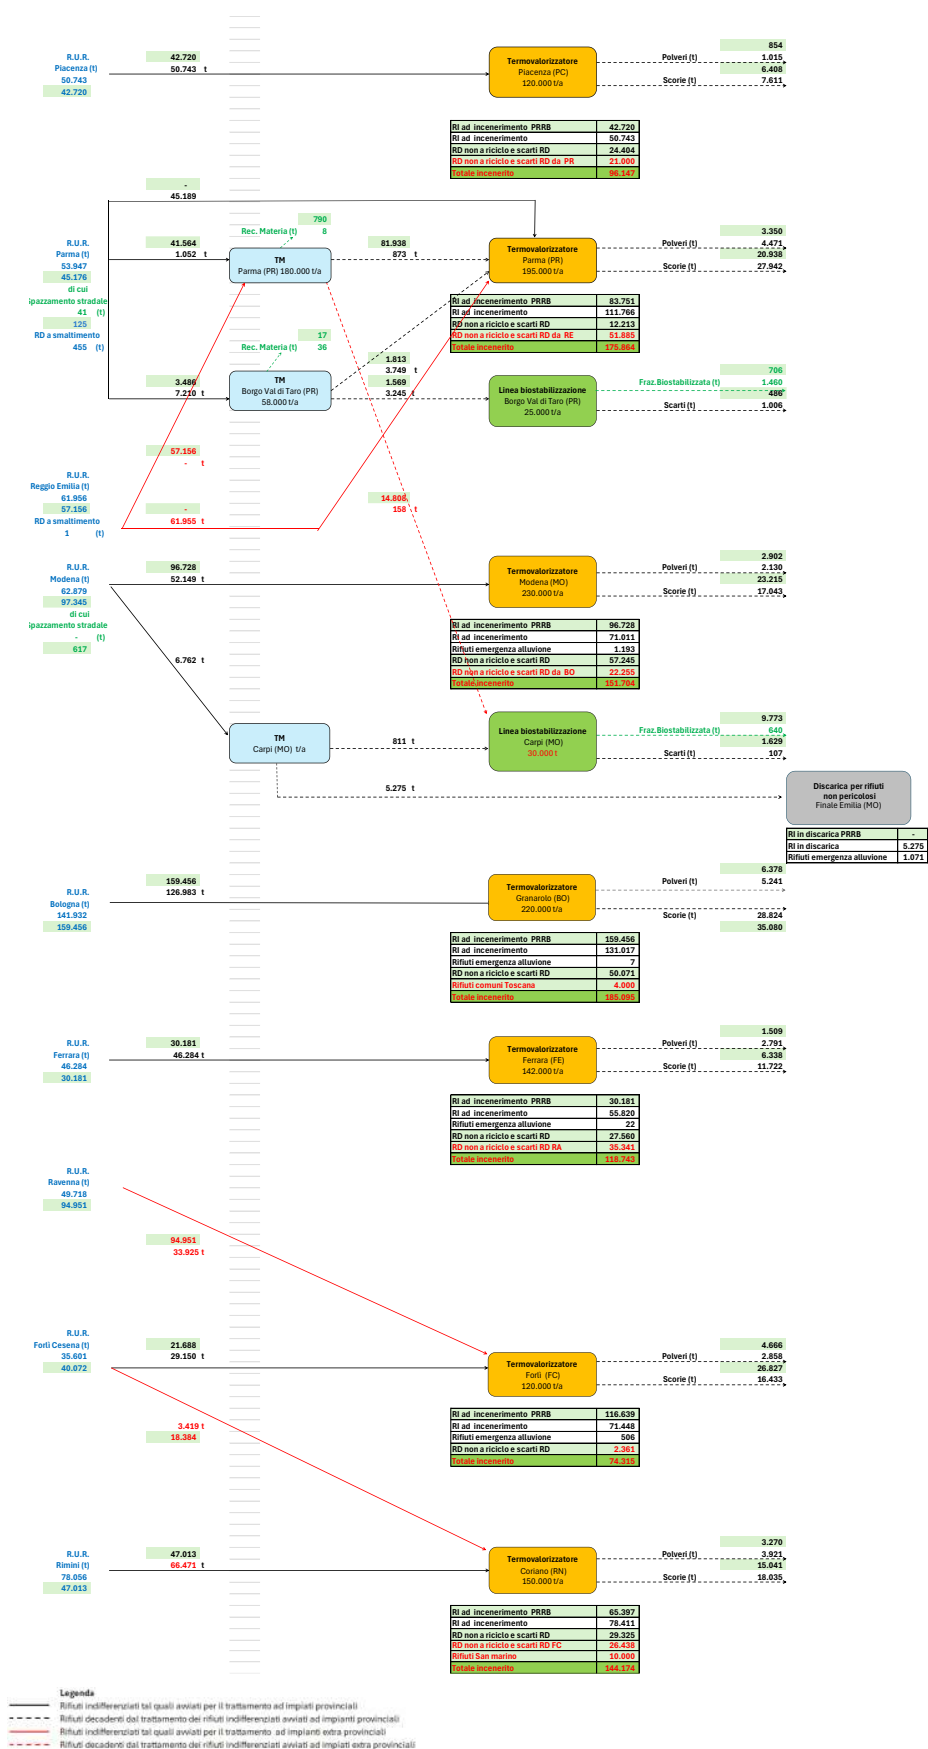 R.U.R.
Piacenza (t)
50.743
42.720
42.720
50.743 t
Termovalorizzatore
Piacenza (PC)
120.000 t/a
854
Polveri (t) 1.015
6.408
Scorie (t) 7.611
RI ad incenerimento PRRB 42.720
RI ad incenerimento 50.743
RD non a riciclo e scarti RD 24.404
RD non a riciclo e scarti RD da PR 21.000
Totale incenerito 96.147
-
45.189
R.U.R.
Parma (t)
53.947
45.176
di cui
Spazzamento stradale
41 (t)
125
RD a smaltimento
455 (t)
41.564
1.052 t
790
Rec. Materia (t) 8
TM
Parma (PR) 180.000 t/a
81.938
873 t
Termovalorizzatore
Parma (PR)
195.000 t/a
3.350
Polveri (t) 4.471
20.938
Scorie (t) 27.942
RI ad incenerimento PRRB 83.751
RI ad incenerimento 111.766
RD non a riciclo e scarti RD 12.213
RD non a riciclo e scarti RD da RE 51.885
Totale incenerito 175.864
17
Rec. Materia (t) 36
3.486
7.210 t
TM
Borgo Val di Taro (PR)
58.000 t/a
1.813
3.749 t
1.569
3.245 t
Linea biostabilizzazione
Borgo Val di Taro (PR)
25.000 t/a
706
Fraz.Biostabilizzata (t) 1.460
486
Scarti (t) 1.006
57.156
- t
R.U.R.
Reggio Emilia (t)
61.956
57.156
RD a smaltimento
1 (t)
-
61.955 t
14.808
158 t
R.U.R.
Modena (t)
62.879
97.345
di cui
Spazzamento stradale
- (t)
617
96.728
52.149 t
Termovalorizzatore
Modena (MO)
230.000 t/a
2.902
Polveri (t) 2.130
23.215
Scorie (t) 17.043
RI ad incenerimento PRRB 96.728
RI ad incenerimento 71.011
Rifiuti emergenza alluvione 1.193
RD non a riciclo e scarti RD 57.245
RD non a riciclo e scarti RD da BO 22.255
Totale incenerito 151.704
6.762 t
TM
Carpi (MO) t/a
811 t
Linea biostabilizzazione
Carpi (MO)
30.000 t
9.773
Fraz.Biostabilizzata (t) 640
1.629
Scarti (t) 107
5.275 t
Discarica per rifiuti
non pericolosi
Finale Emilia (MO)
RI in discarica PRRB -
RI in discarica 5.275
Rifiuti emergenza alluvione 1.071
R.U.R.
Bologna (t)
141.932
159.456
159.456
126.983 t
Termovalorizzatore
Granarolo (BO)
220.000 t/a
6.378
Polveri (t) 5.241
Scorie (t) 28.824
35.080
RI ad incenerimento PRRB 159.456
RI ad incenerimento 131.017
Rifiuti emergenza alluvione 7
RD non a riciclo e scarti RD 50.071
Rifiuti comuni Toscana 4.000
Totale incenerito 185.095
R.U.R.
Ferrara (t)
46.284
30.181
30.181
46.284 t
Termovalorizzatore
Ferrara (FE)
142.000 t/a
1.509
Polveri (t) 2.791
6.338
Scorie (t) 11.722
RI ad incenerimento PRRB 30.181
RI ad incenerimento 55.820
Rifiuti emergenza alluvione 22
RD non a riciclo e scarti RD 27.560
RD non a riciclo e scarti RD RA 35.341
Totale incenerito 118.743
R.U.R.
Ravenna (t)
49.718
94.951
94.951
33.925 t
R.U.R.
Forlì Cesena (t)
35.601
40.072
21.688
29.150 t
Termovalorizzatore
Forlì (FC)
120.000 t/a
4.666
Polveri (t) 2.858
26.827
Scorie (t) 16.433
RI ad incenerimento PRRB 116.639
RI ad incenerimento 71.448
Rifiuti emergenza alluvione 506
RD non a riciclo e scarti RD 2.361
Totale incenerito 74.315
3.419 t
18.384
R.U.R.
Rimini (t)
78.056
47.013
47.013
66.471 t
Termovalorizzatore
Coriano (RN)
150.000 t/a
3.270
Polveri (t) 3.921
15.041
Scorie (t) 18.035
RI ad incenerimento PRRB 65.397
RI ad incenerimento 78.411
RD non a riciclo e scarti RD 29.325
RD non a riciclo e scarti RD FC 26.438
Rifiuti San marino 10.000
Totale incenerito 144.174
Legenda
Rifiuti indifferenziati tal quali avviati per il trattamento ad impiati provinciali
Rifiuti decadenti dal trattamento dei rifiuti indifferenziati avviati ad impianti provinciali
Rifiuti indifferenziati tal quali avviati per il trattamento ad impianti extra provinciali
Rifiuti decadenti dal trattamento dei rifiuti indifferenziati avviati ad impiati extra provinciali